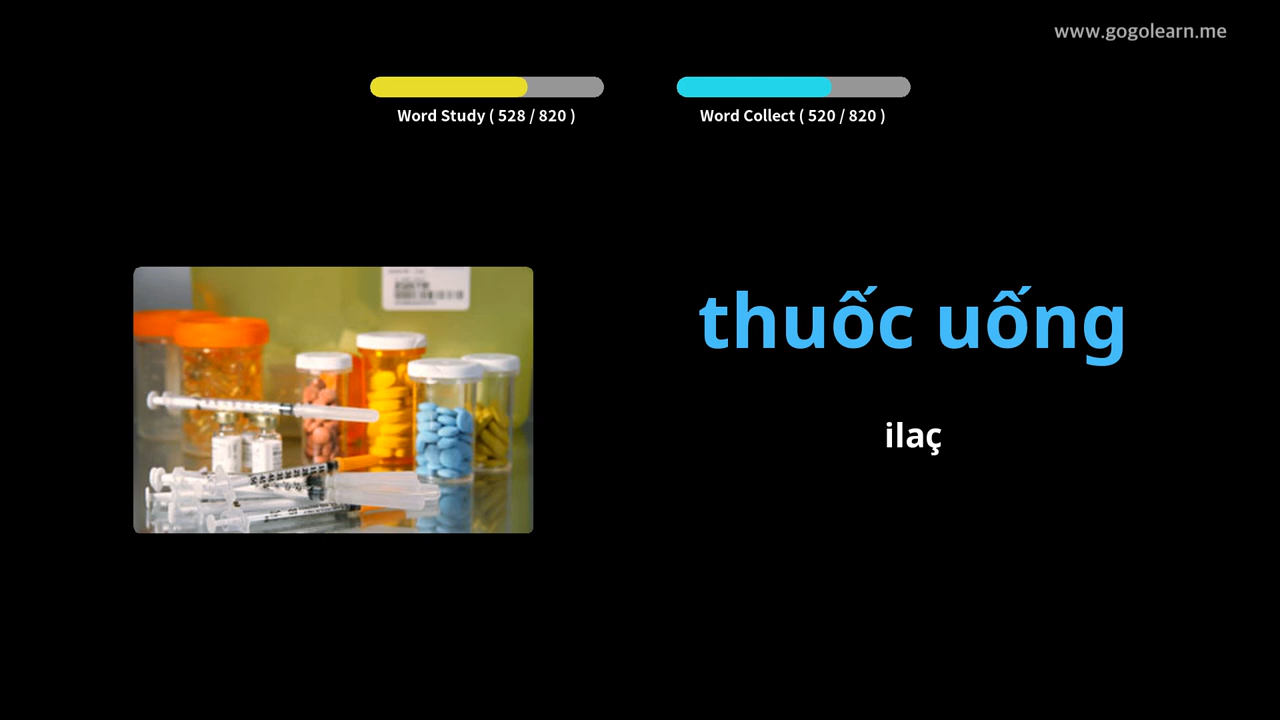 www.gogolearn.me
Word Study ( 528 / 820 )
Word Collect ( 520 / 820 )
thuốc uống
ilaç